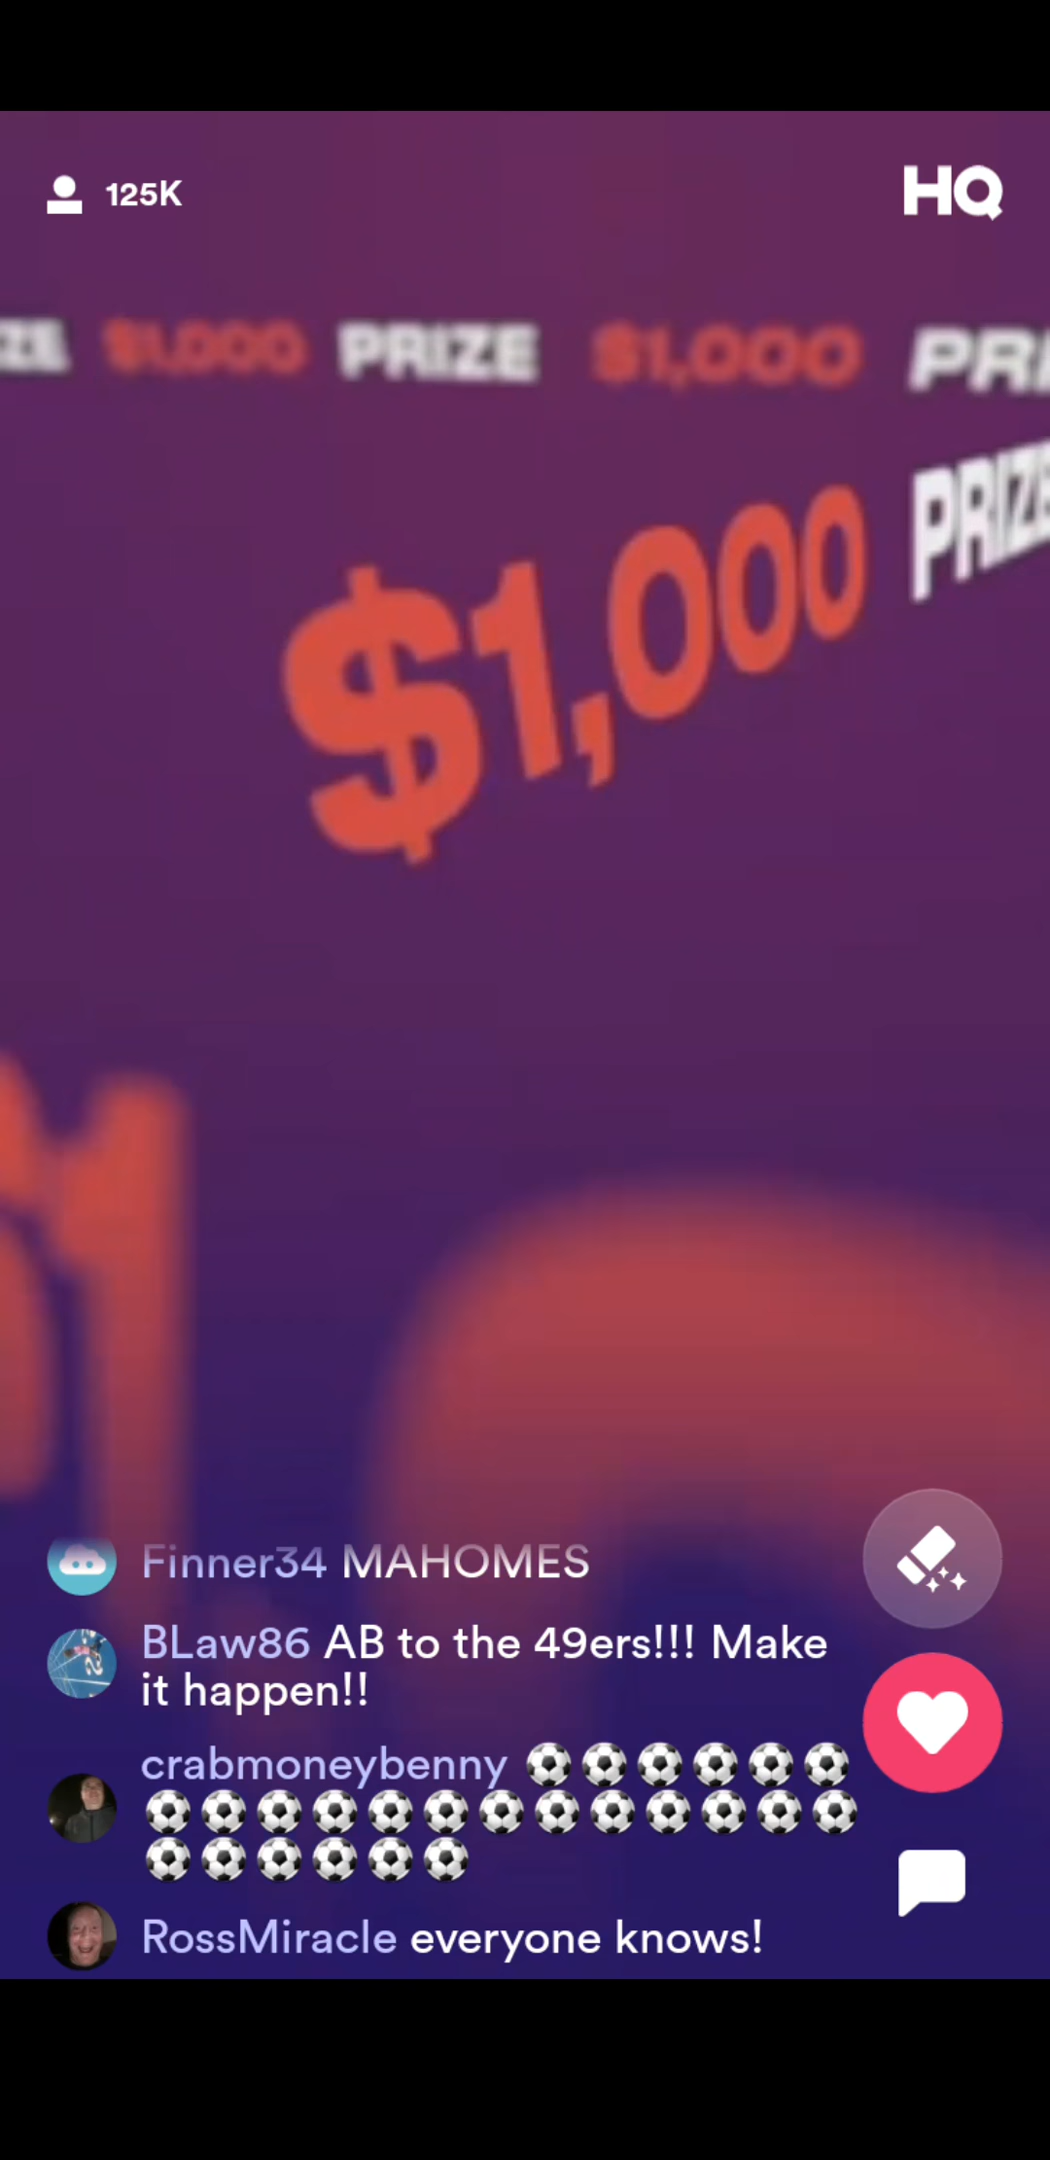 125K
HQ
$1,000 PRIZE $1,000
$1,000 PRIZE
Finner34 MAHOMES
BLaw86 AB to the 49ers!!! Make
it happen!!
crabmoneybenny ⚽⚽⚽⚽⚽⚽
⚽⚽⚽⚽⚽⚽⚽⚽⚽⚽⚽⚽⚽
⚽⚽⚽⚽⚽⚽
RossMiracle everyone knows!